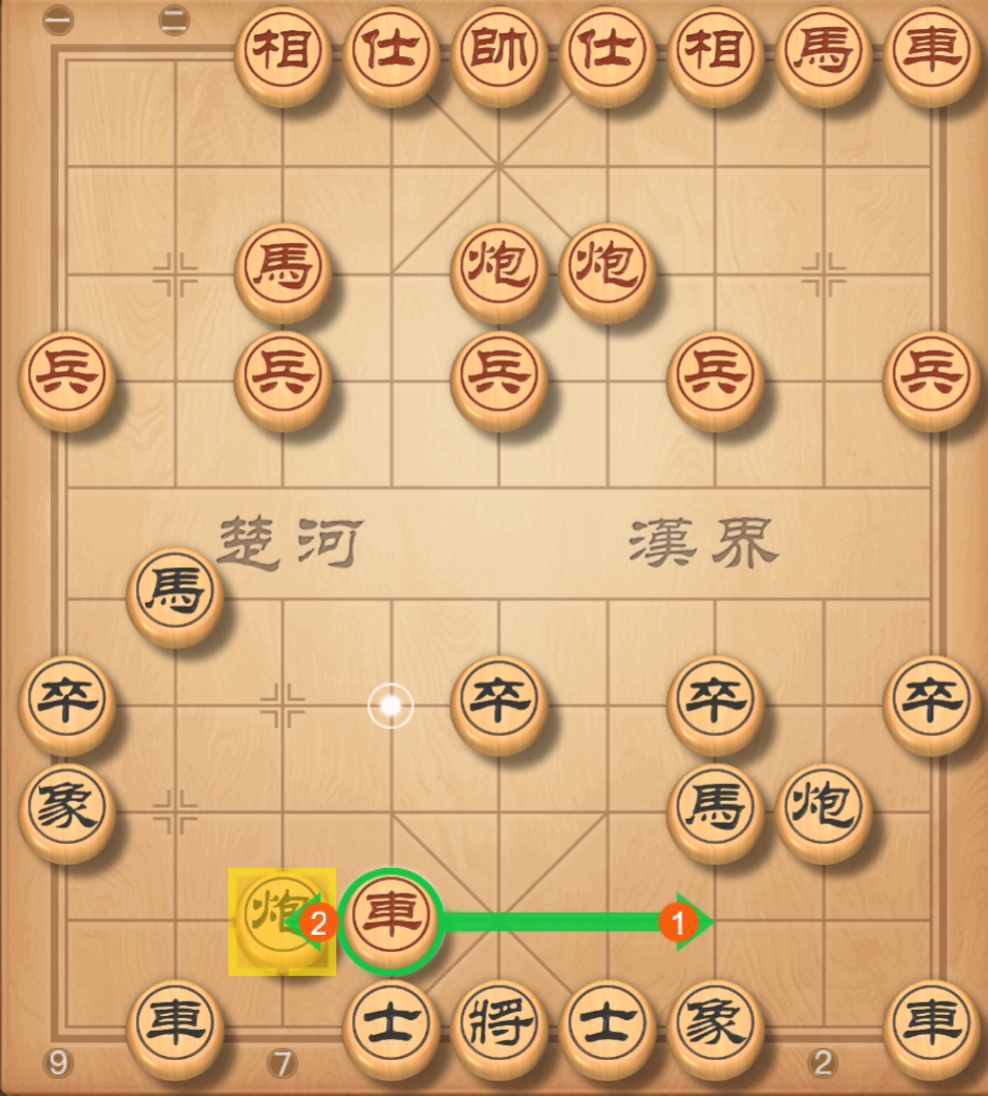 一 二 相 仕 帥 仕 相 馬 車
馬 炮 炮
兵 兵 兵 兵 兵
楚河 漢界
馬
卒 卒 卒 卒
象 馬 炮
炮 2 車 1
車 士 將 士 象 車
9 7 2